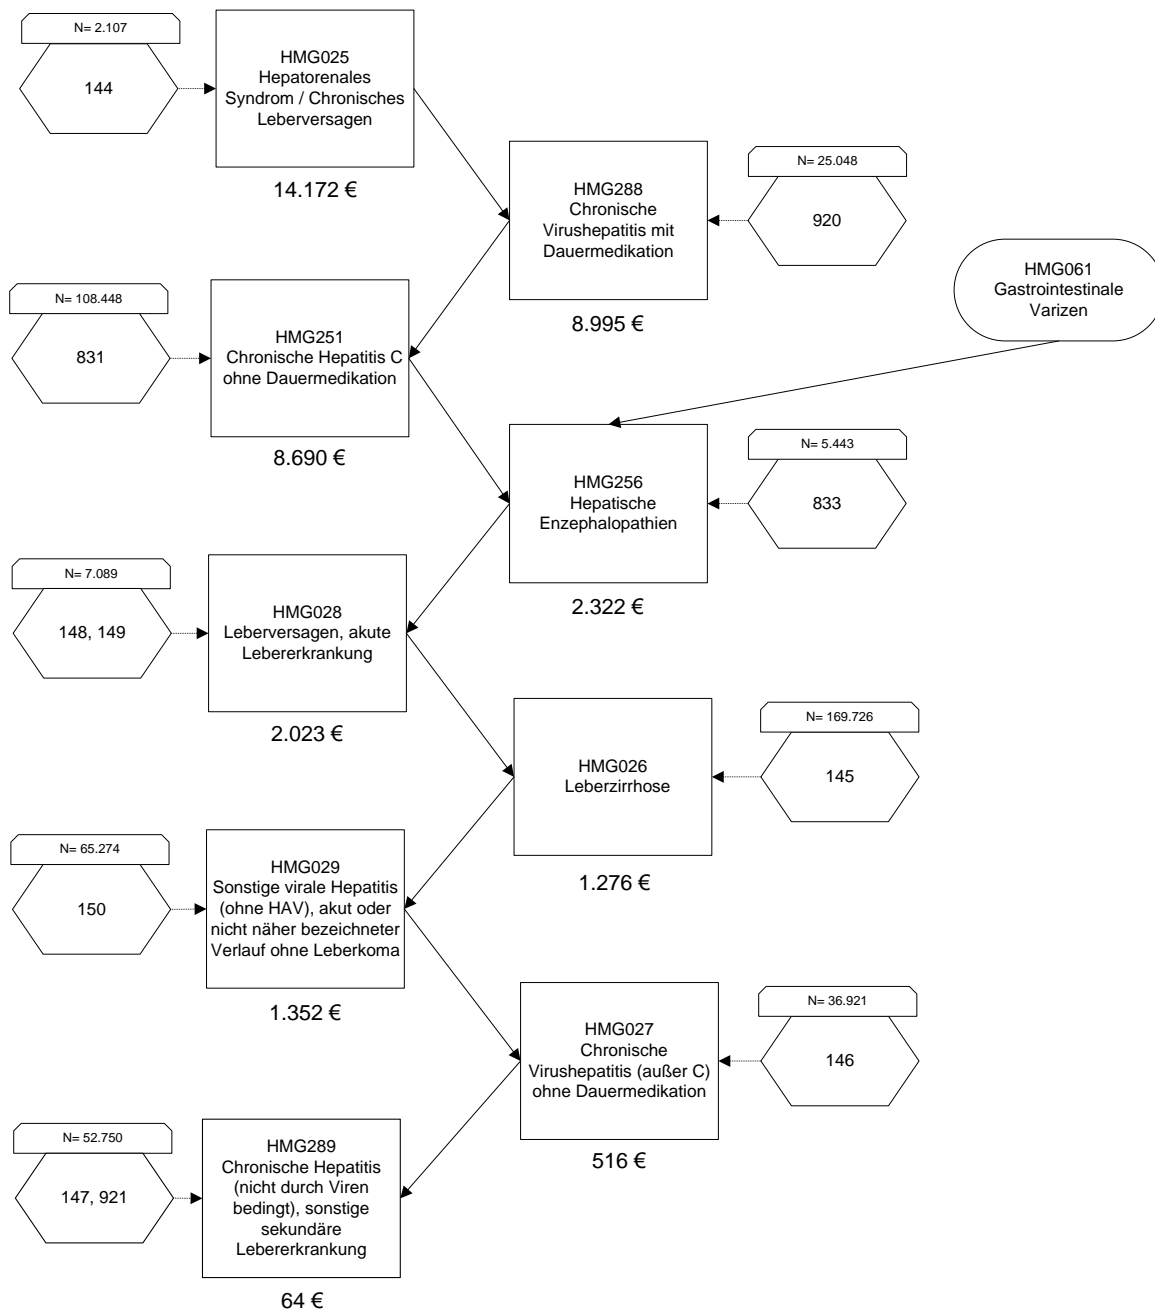 N= 2.107
144
HMG025
Hepatorenales
Syndrom / Chronisches
Leberversagen
14.172 €
HMG288
Chronische
Virushepatitis mit
Dauermedikation
8.995 €
N= 25.048
920
HMG061
Gastrointestinale
Varizen
N= 108.448
831
HMG251
Chronische Hepatitis C
ohne Dauermedikation
8.690 €
HMG256
Hepatische
Enzephalopathien
2.322 €
N= 5.443
833
N= 7.089
148, 149
HMG028
Leberversagen, akute
Lebererkrankung
2.023 €
HMG026
Leberzirrhose
1.276 €
N= 169.726
145
N= 65.274
150
HMG029
Sonstige virale Hepatitis
(ohne HAV), akut oder
nicht näher bezeichneter
Verlauf ohne Leberkoma
1.352 €
HMG027
Chronische
Virushepatitis (außer C)
ohne Dauermedikation
516 €
N= 36.921
146
N= 52.750
147, 921
HMG289
Chronische Hepatitis
(nicht durch Viren
bedingt), sonstige
sekundäre
Lebererkrankung
64 €